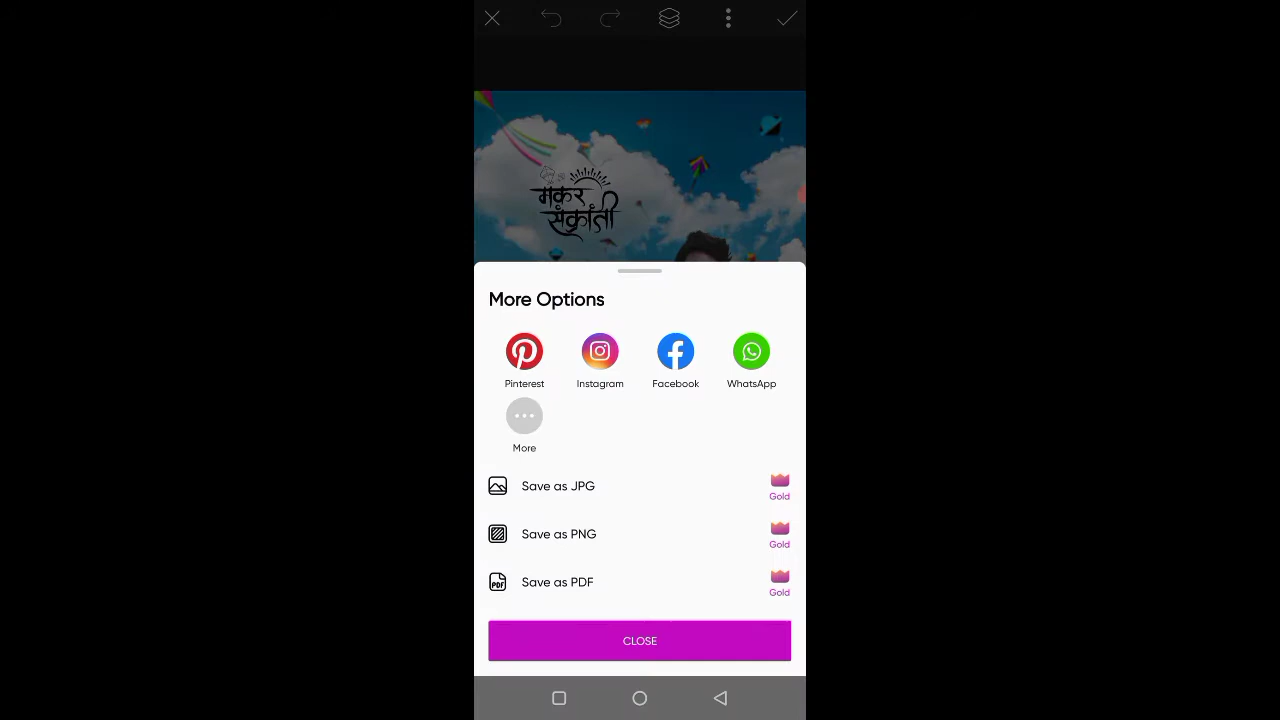 मकर
संक्रांती
More Options
Pinterest Instagram Facebook WhatsApp
More
Save as JPG Gold
Save as PNG Gold
PDF Save as PDF Gold
CLOSE